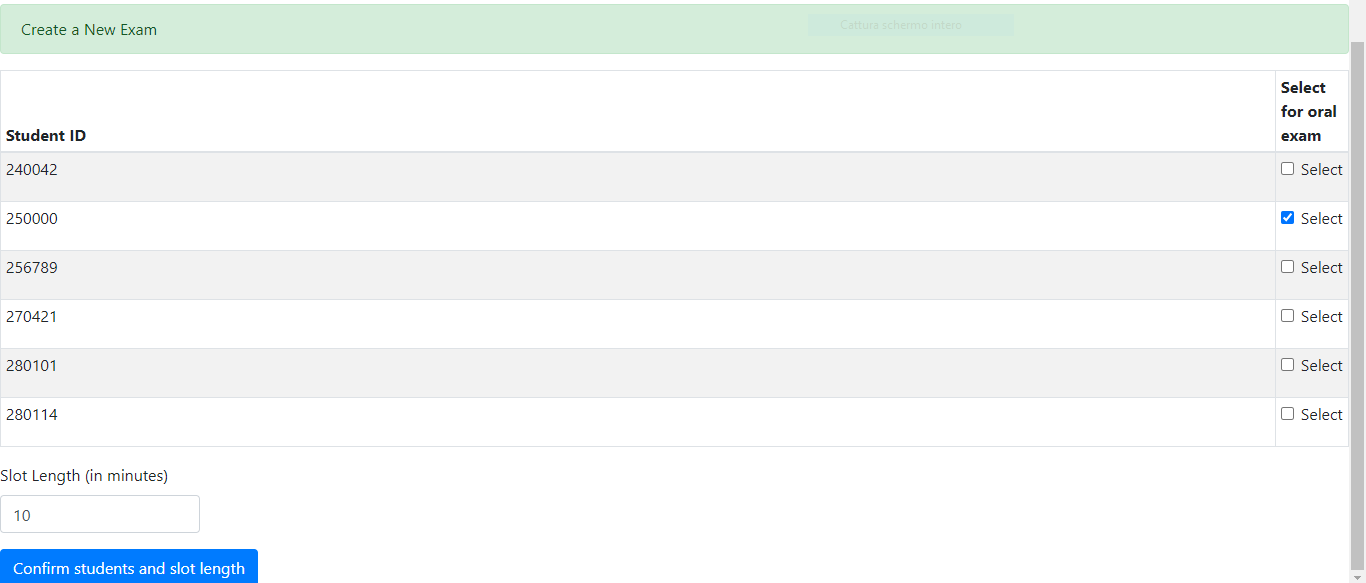 Create a New Exam
Cattura schermo intero
Student ID
Select
for oral
exam
240042
Select
250000
Select
256789
Select
270421
Select
280101
Select
280114
Select
Slot Length (in minutes)
10
Confirm students and slot length